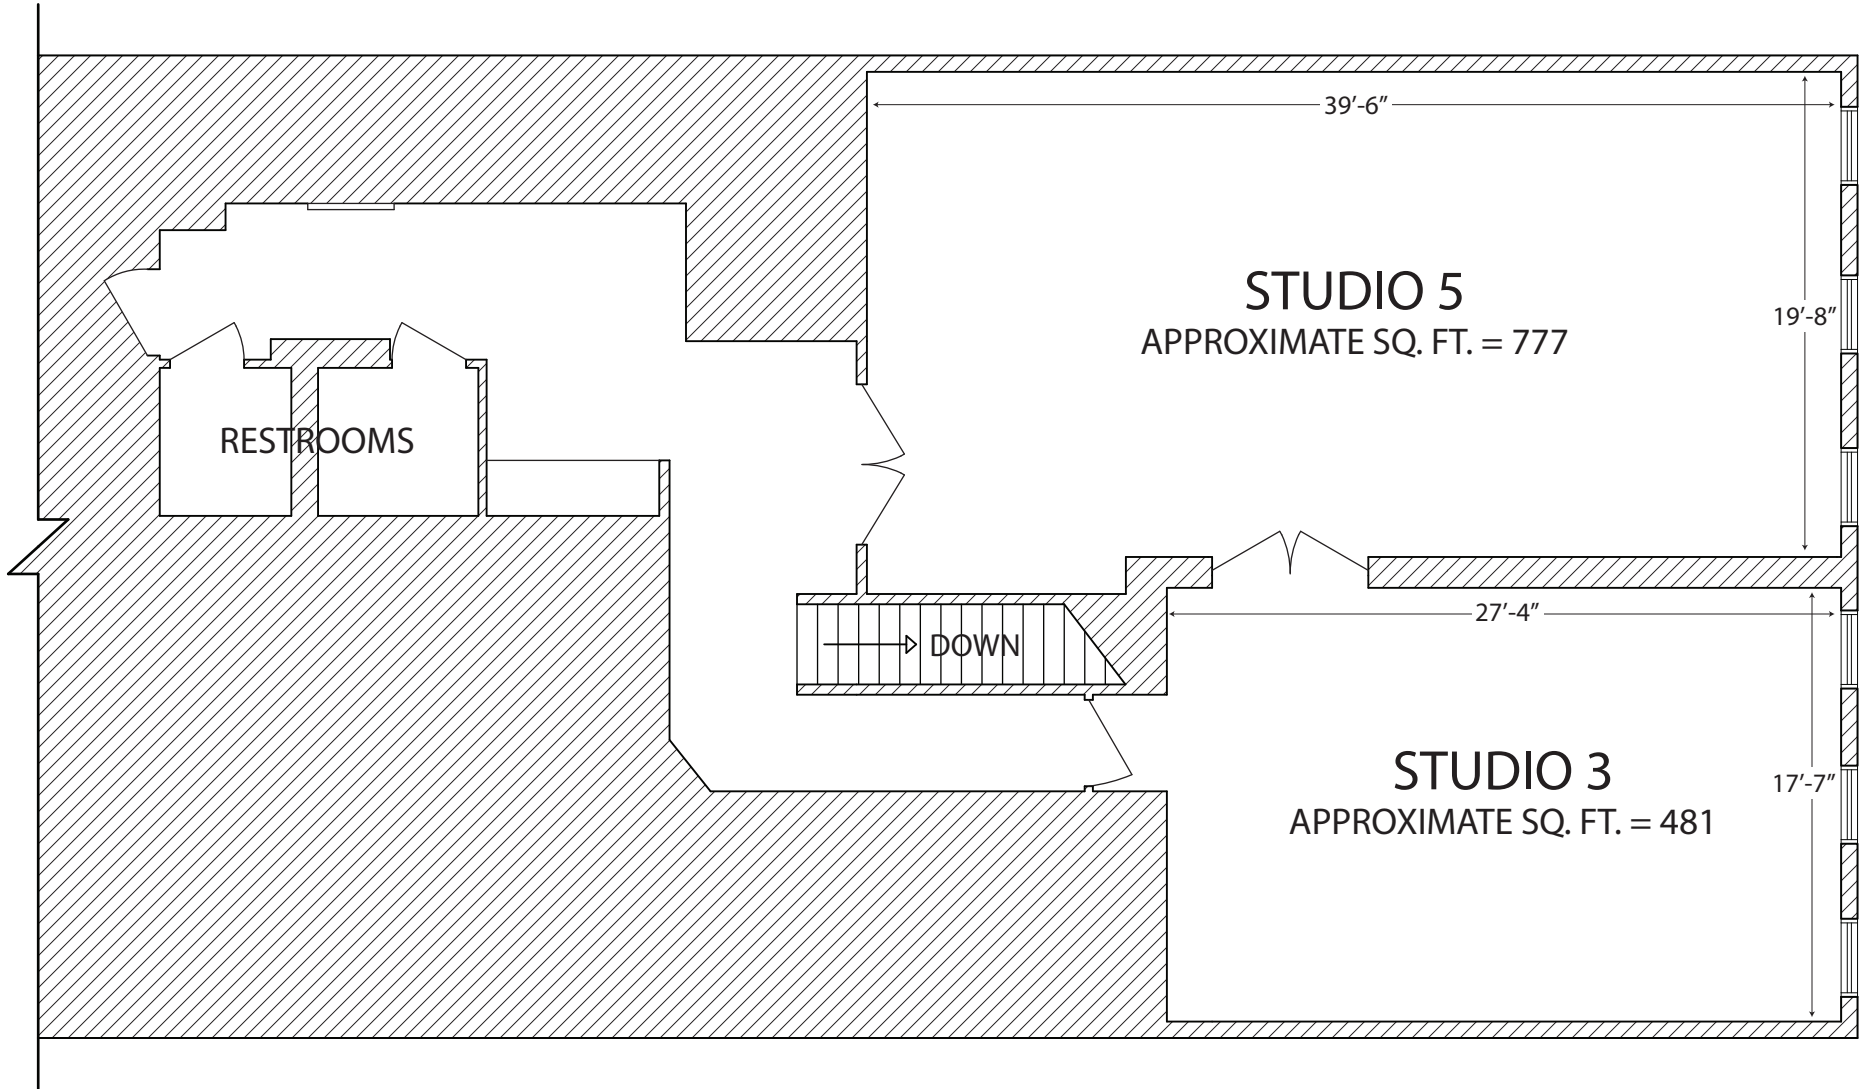 39’-6”
STUDIO 5
APPROXIMATE SQ. FT. = 777
19’-8”
RESTROOMS
27’-4”
DOWN
STUDIO 3
APPROXIMATE SQ. FT. = 481
17’-7”